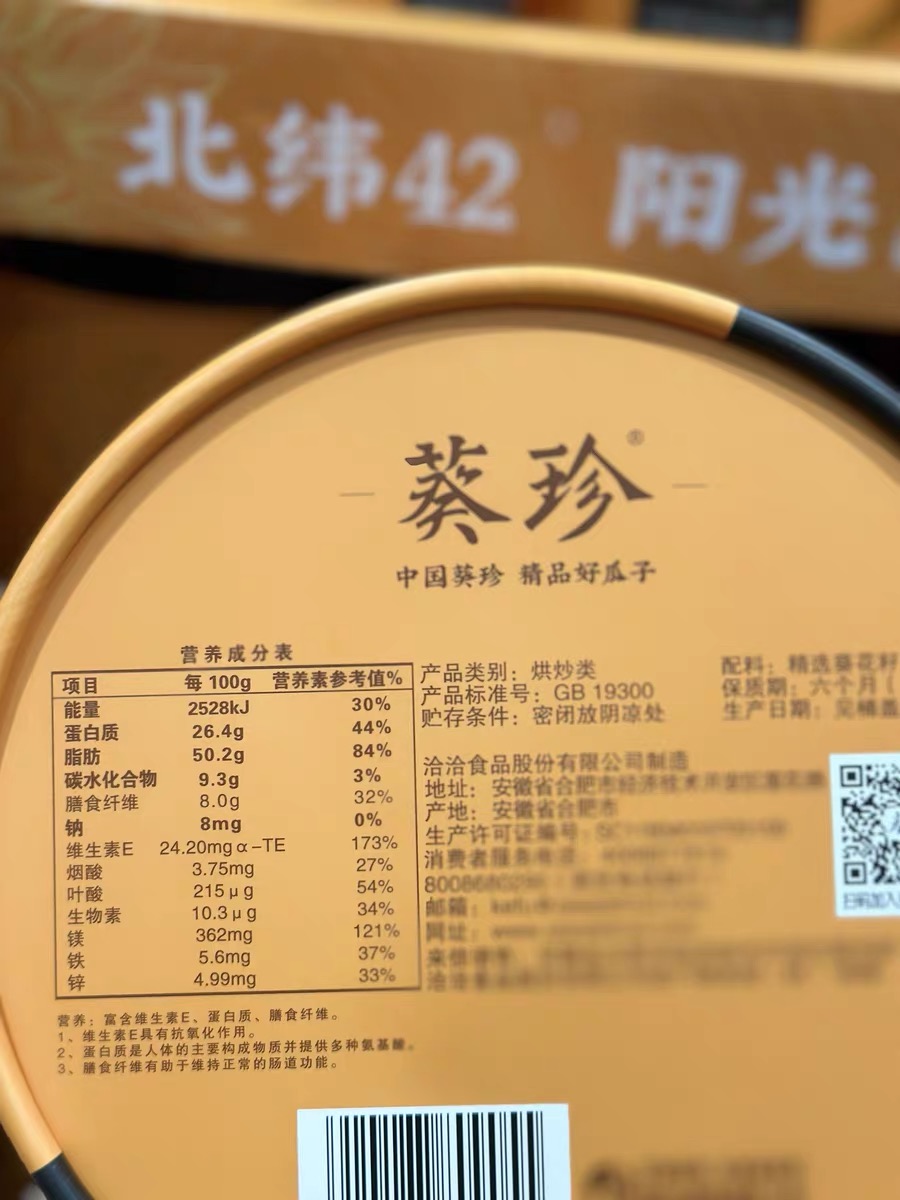 北纬42 阳光
葵珍®
中国葵珍 精品好瓜子
营养成分表
项目 每 100g 营养素参考值%
能量 2528kJ 30%
蛋白质 26.4g 44%
脂肪 50.2g 84%
碳水化合物 9.3g 3%
膳食纤维 8.0g 32%
钠 8mg 0%
维生素E 24.20mgα-TE 173%
烟酸 3.75mg 27%
叶酸 215μg 54%
生物素 10.3μg 34%
镁 362mg 121%
铁 5.6mg 37%
锌 4.99mg 33%
营养：富含维生素E、蛋白质、膳食纤维。
1、维生素E具有抗氧化作用。
2、蛋白质是人体的主要构成物质并提供多种氨基酸。
3、膳食纤维有助于维持正常的肠道功能。
产品类别：烘炒类
产品标准号：GB 19300
贮存条件：密闭放阴凉处
洽洽食品股份有限公司制造
地址：安徽省合肥市经济技术开发区
产地：安徽省合肥市
生产许可证编号：
消费者服务
邮箱：
网址：
配料：精选葵花籽
保质期：六个月（
生产日期：见桶盖
扫码加入